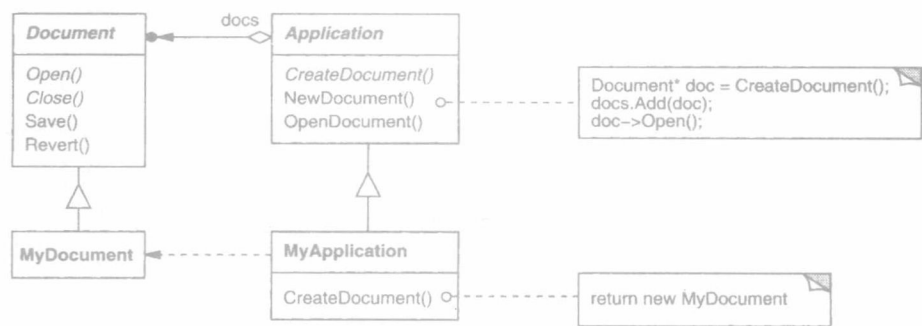 docs
Document
Open()
Close()
Save()
Revert()
Application
CreateDocument()
NewDocument()
OpenDocument()
Document* doc = CreateDocument();
docs.Add(doc);
doc->Open();
MyDocument
MyApplication
CreateDocument()
return new MyDocument